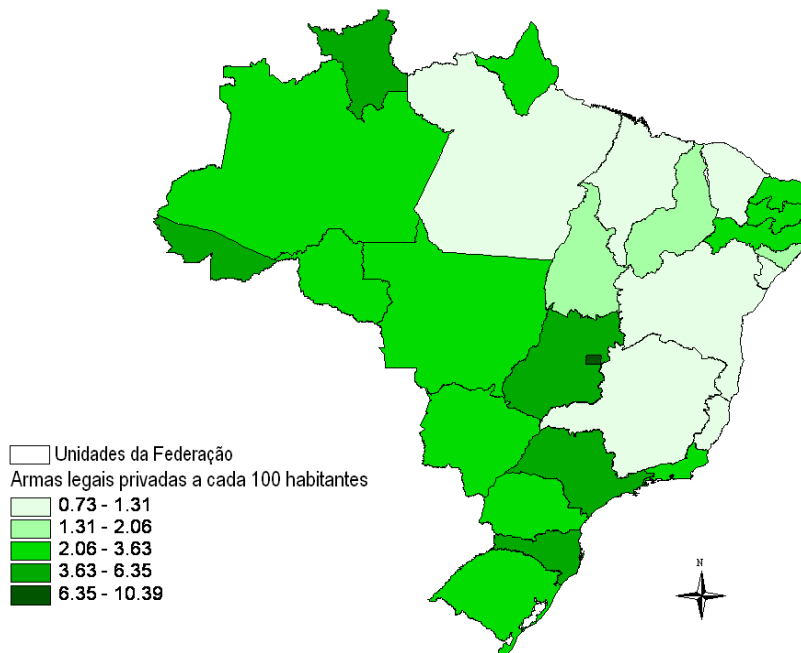 N
Unidades da Federação
Armas legais privadas a cada 100 habitantes
0.73 - 1.31
1.31 - 2.06
2.06 - 3.63
3.63 - 6.35
6.35 - 10.39